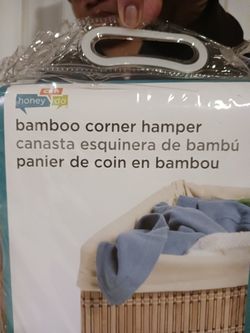 honey can do
bamboo corner hamper
canasta esquinera de bambú
panier de coin en bambou